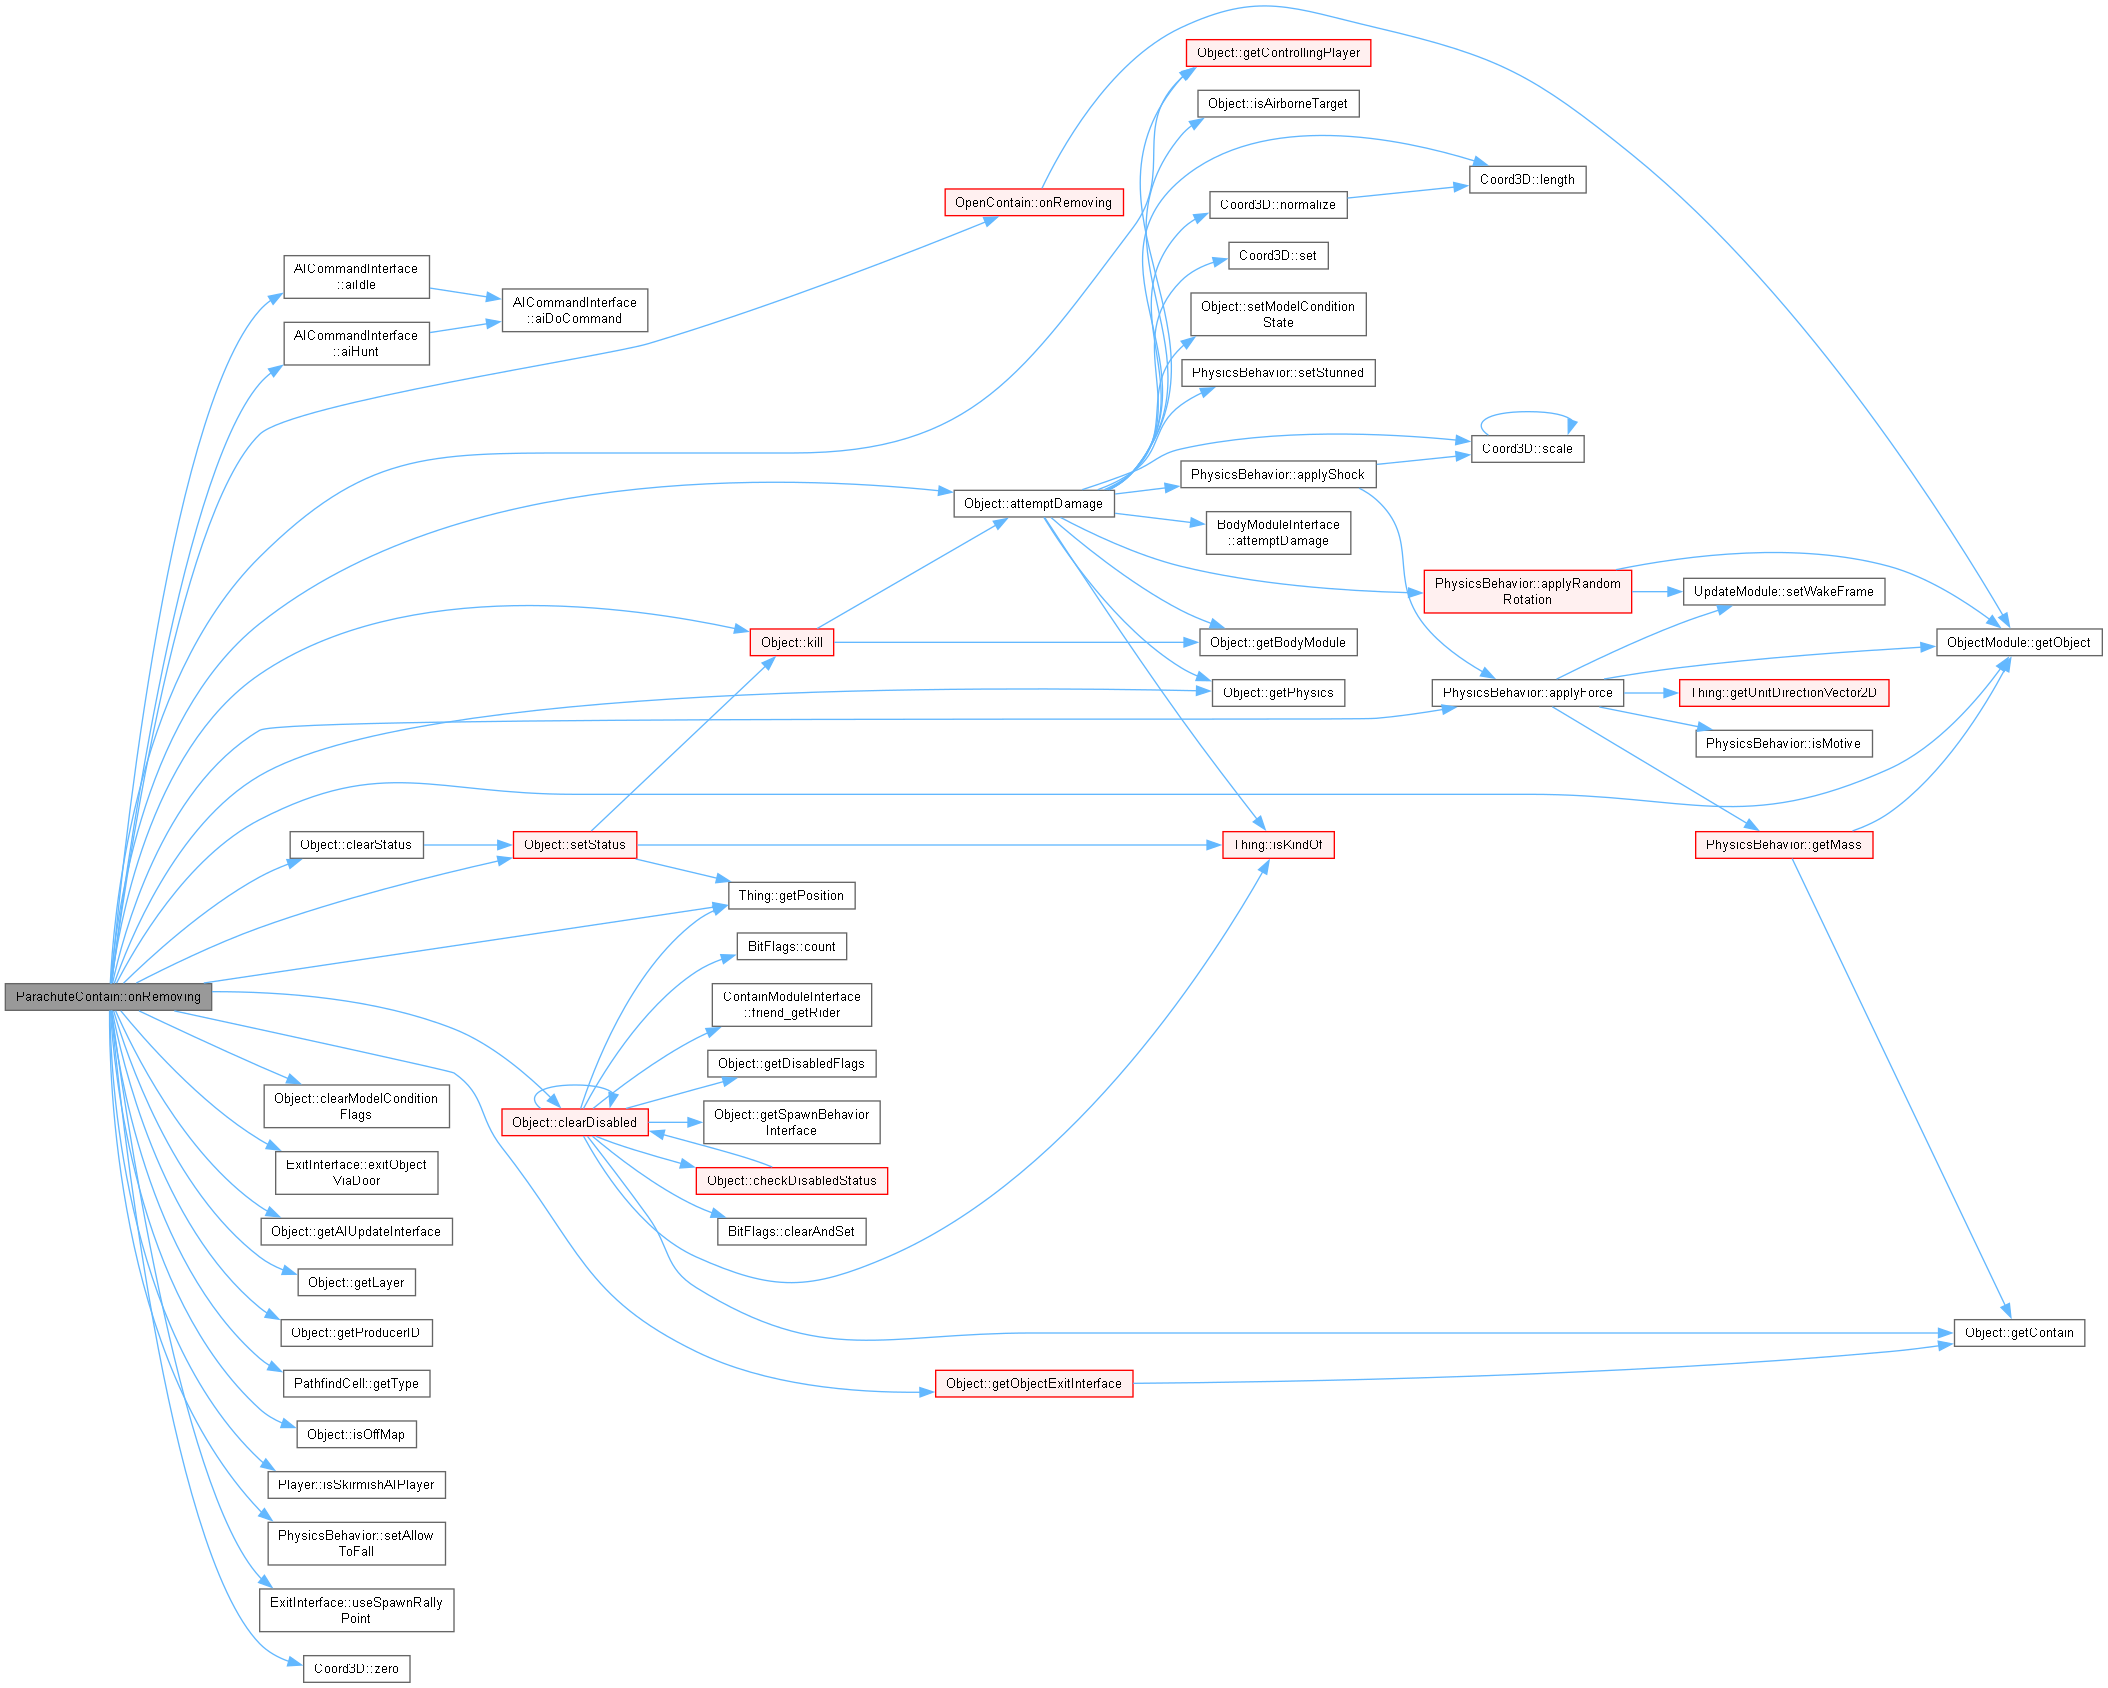 Object::getControllingPlayer
Object::isAirborneTarget
Coord3D::length
OpenContain::onRemoving
Coord3D::normalize
Coord3D::set
AICommandInterface
::aiIdle
AICommandInterface
::aiDoCommand
Object::setModelCondition
State
AICommandInterface
::aiHunt
PhysicsBehavior::setStunned
Coord3D::scale
PhysicsBehavior::applyShock
Object::attemptDamage
BodyModuleInterface
::attemptDamage
PhysicsBehavior::applyRandom
Rotation
UpdateModule::setWakeFrame
Object::kill
Object::getBodyModule
ObjectModule::getObject
Object::getPhysics
PhysicsBehavior::applyForce
Thing::getUnitDirectionVector2D
PhysicsBehavior::isMotive
Object::clearStatus
Object::setStatus
Thing::isKindOf
PhysicsBehavior::getMass
Thing::getPosition
BitFlags::count
ParachuteContain::onRemoving
ContainModuleInterface
::friend_getRider
Object::getDisabledFlags
Object::clearModelCondition
Flags
Object::clearDisabled
Object::getSpawnBehavior
Interface
ExitInterface::exitObject
ViaDoor
Object::checkDisabledStatus
Object::getAIUpdateInterface
BitFlags::clearAndSet
Object::getLayer
Object::getProducerID
Object::getContain
PathfindCell::getType
Object::getObjectExitInterface
Object::isOffMap
Player::isSkirmishAIPlayer
PhysicsBehavior::setAllow
ToFall
ExitInterface::useSpawnRally
Point
Coord3D::zero